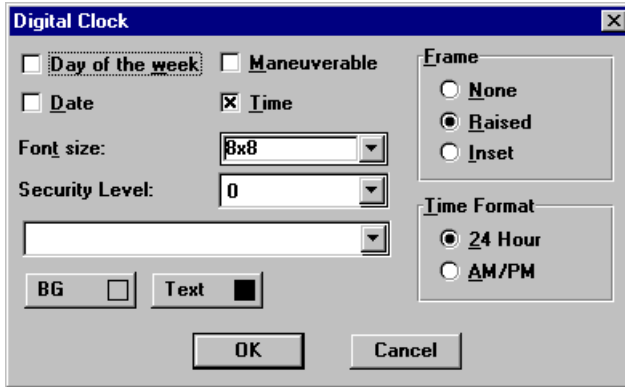 Digital Clock
Day of the week
Maneuverable
Date
Time
Font size:
8x8
Security Level:
0
BG
Text
Frame
None
Raised
Inset
Time Format
24 Hour
AM/PM
OK
Cancel